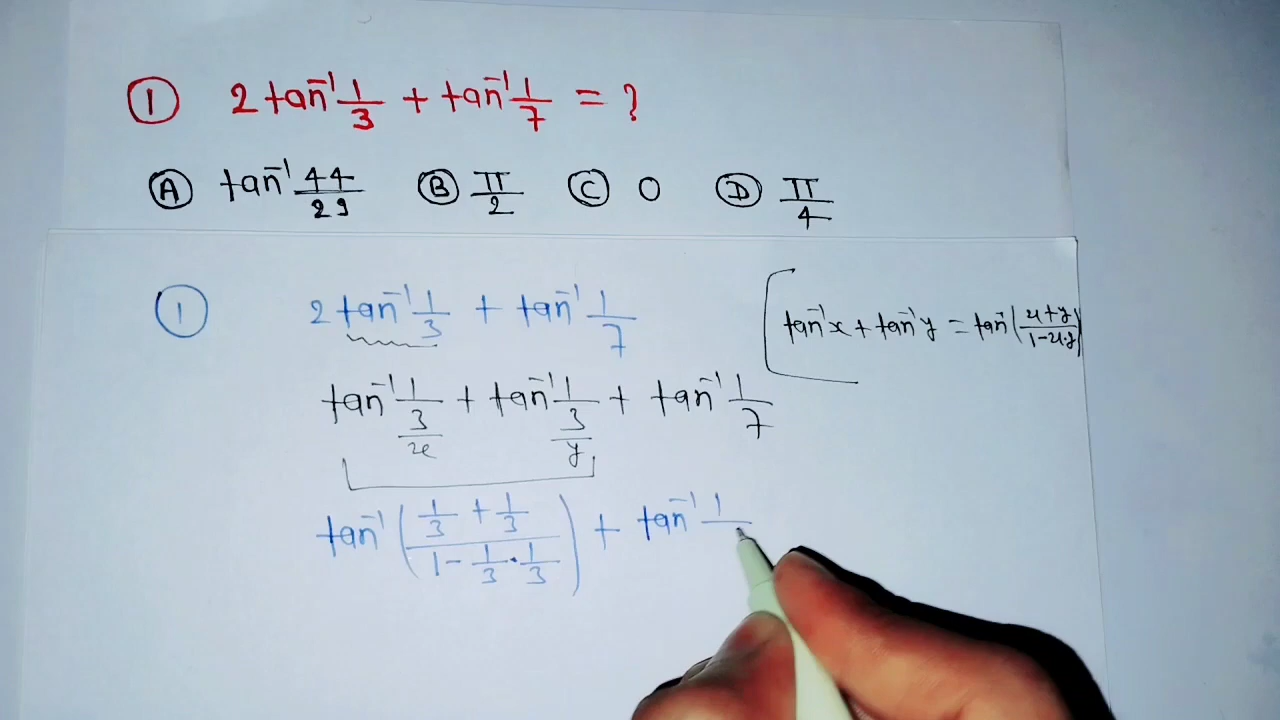 ① 2 tan⁻¹ 1/3 + tan⁻¹ 1/7 = ?
Ⓐ tan⁻¹ 44/29 Ⓑ π/2 Ⓒ 0 Ⓓ π/4
① 2 tan⁻¹ 1/3 + tan⁻¹ 1/7
tan⁻¹x + tan⁻¹y = tan⁻¹(x+y/1-x.y)
tan⁻¹ 1/3 + tan⁻¹ 1/3 + tan⁻¹ 1/7
x y
tan⁻¹ (1/3 + 1/3 / 1 - 1/3 . 1/3) + tan⁻¹ 1/